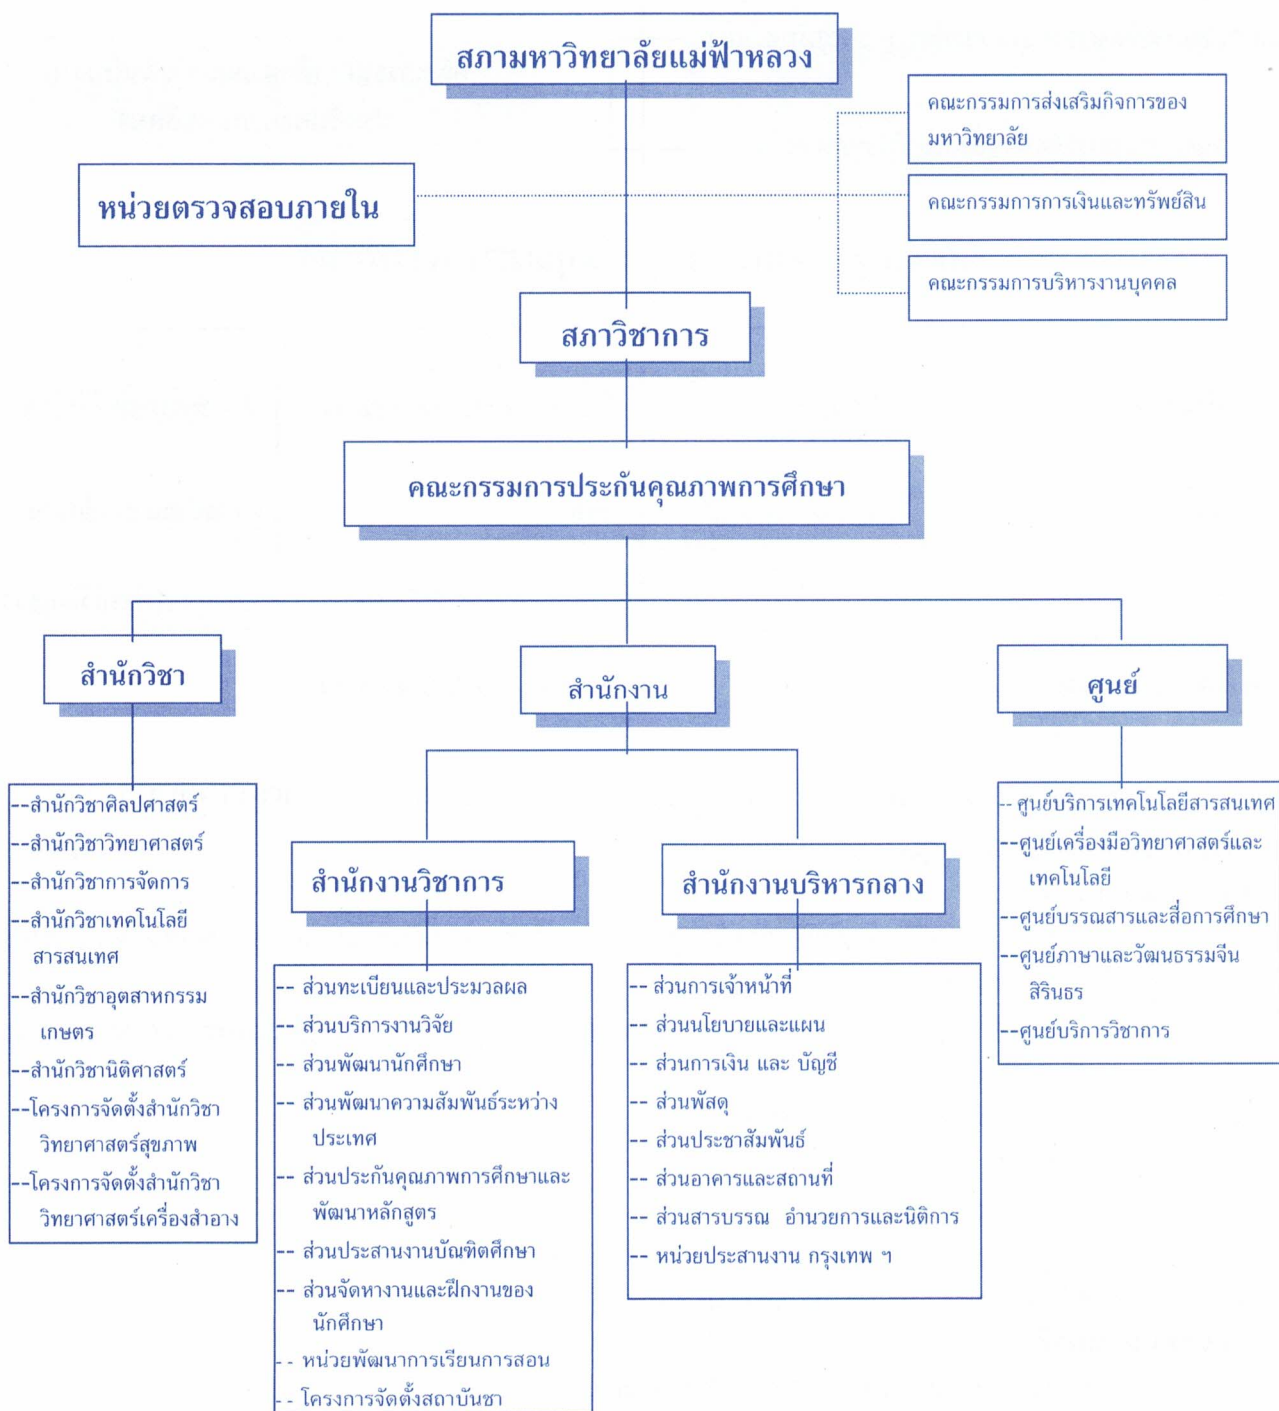 สภามหาวิทยาลัยแม่ฟ้าหลวง
คณะกรรมการส่งเสริมกิจการของ
มหาวิทยาลัย
หน่วยตรวจสอบภายใน
คณะกรรมการการเงินและทรัพย์สิน
คณะกรรมการบริหารงานบุคคล
สภาวิชาการ
คณะกรรมการประกันคุณภาพการศึกษา
สำนักวิชา
สำนักงาน
ศูนย์
--สำนักวิชาศิลปศาสตร์
--สำนักวิชาวิทยาศาสตร์
--สำนักวิชาการจัดการ
--สำนักวิชาเทคโนโลยี
สารสนเทศ
--สำนักวิชาอุตสาหกรรม
เกษตร
--สำนักวิชานิติศาสตร์
--โครงการจัดตั้งสำนักวิชา
วิทยาศาสตร์สุขภาพ
--โครงการจัดตั้งสำนักวิชา
วิทยาศาสตร์เครื่องสำอาง
สำนักงานวิชาการ
-- ส่วนทะเบียนและประมวลผล
-- ส่วนบริการงานวิจัย
-- ส่วนพัฒนานักศึกษา
-- ส่วนพัฒนาความสัมพันธ์ระหว่าง
ประเทศ
-- ส่วนประกันคุณภาพการศึกษาและ
พัฒนาหลักสูตร
-- ส่วนประสานงานบัณฑิตศึกษา
-- ส่วนจัดหางานและฝึกงานของ
นักศึกษา
-- หน่วยพัฒนาการเรียนการสอน
-- โครงการจัดตั้งสถาบันชา
สำนักงานบริหารกลาง
-- ส่วนการเจ้าหน้าที่
-- ส่วนนโยบายและแผน
-- ส่วนการเงิน และ บัญชี
-- ส่วนพัสดุ
-- ส่วนประชาสัมพันธ์
-- ส่วนอาคารและสถานที่
-- ส่วนสารบรรณ อำนวยการและนิติการ
-- หน่วยประสานงาน กรุงเทพ ฯ
-- ศูนย์บริการเทคโนโลยีสารสนเทศ
--ศูนย์เครื่องมือวิทยาศาสตร์และ
เทคโนโลยี
--ศูนย์บรรณสารและสื่อการศึกษา
--ศูนย์ภาษาและวัฒนธรรมจีน
สิรินธร
--ศูนย์บริการวิชาการ